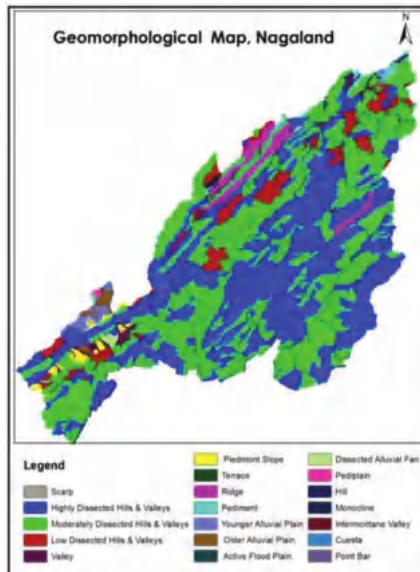 N
Geomorphological Map, Nagaland
Legend
Scarp
Highly Dissected Hills & Valleys
Moderately Dissected Hills & Valleys
Low Dissected Hills & Valleys
Valley
Piedmont Slope
Terrace
Ridge
Pediment
Younger Alluvial Plain
Older Alluvial Plain
Active Flood Plain
Dissected Alluvial Fan
Pediplain
Hill
Monocline
Intermontane Valley
Cuesta
Point Bar